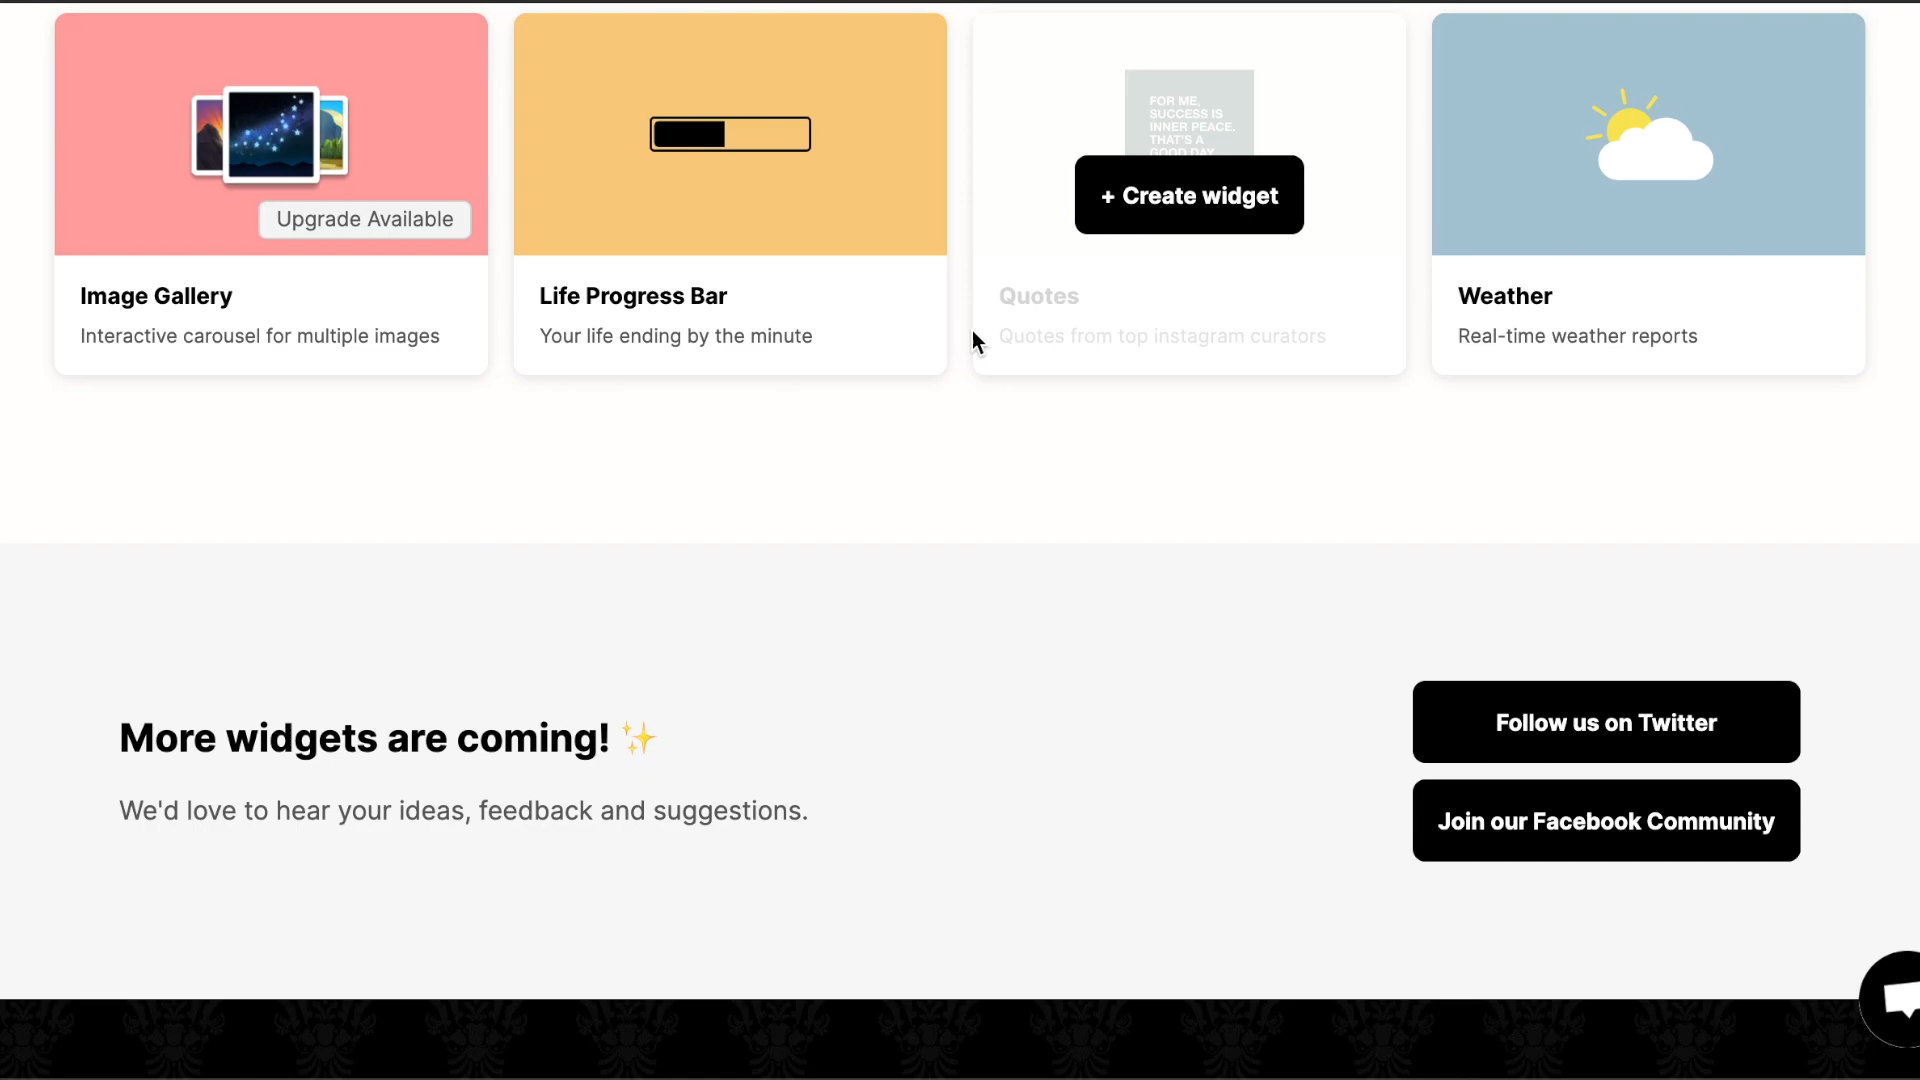 FOR ME,
SUCCESS IS
INNER PEACE.
THAT'S A
GOOD DAY
+ Create widget
Upgrade Available
Image Gallery
Interactive carousel for multiple images
Life Progress Bar
Your life ending by the minute
Quotes
Quotes from top instagram curators
Weather
Real-time weather reports
More widgets are coming! ✨
We'd love to hear your ideas, feedback and suggestions.
Follow us on Twitter
Join our Facebook Community